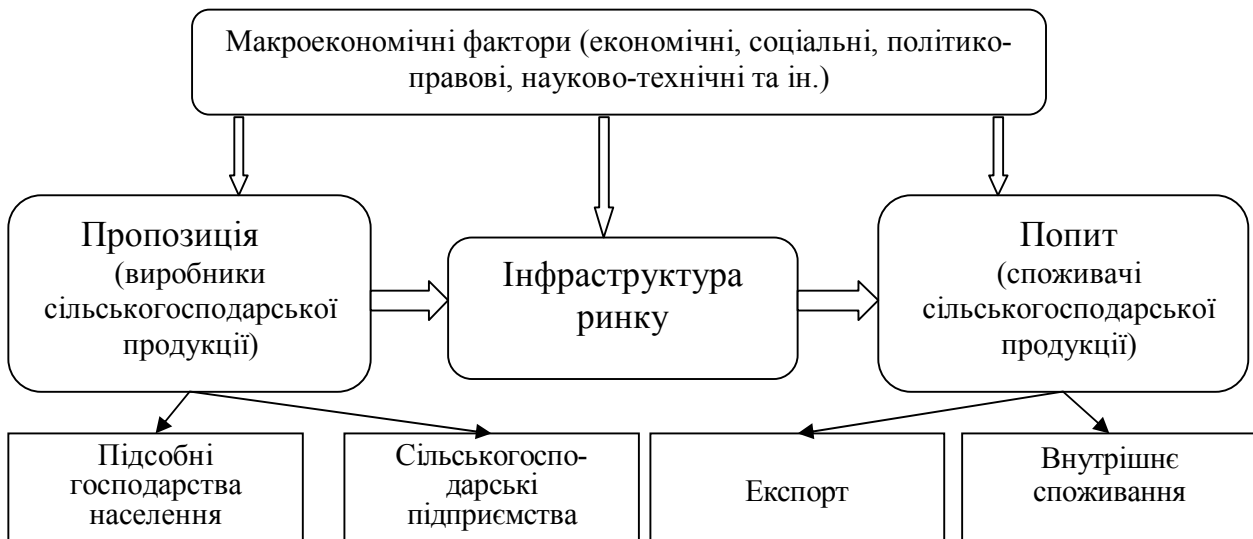 Макроекономічні фактори (економічні, соціальні, політико-
правові, науково-технічні та ін.)
Пропозиція
(виробники
сільськогосподарської
продукції)
Інфраструктура
ринку
Попит
(споживачі
сільськогосподарської
продукції)
Підсобні
господарства
населення
Сільськогоспо-
дарські
підприємства
Експорт
Внутрішнє
споживання